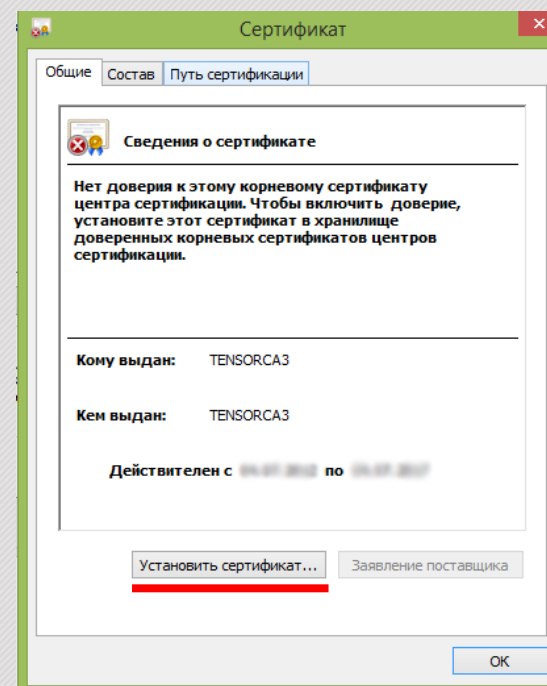 Сертификат
Общие Состав Путь сертификации
Сведения о сертификате
Нет доверия к этому корневому сертификату
центра сертификации. Чтобы включить доверие,
установите этот сертификат в хранилище
доверенных корневых сертификатов центров
сертификации.
Кому выдан: TENSORCA3
Кем выдан: TENSORCA3
Действителен с по
Установить сертификат... Заявление поставщика
ОК